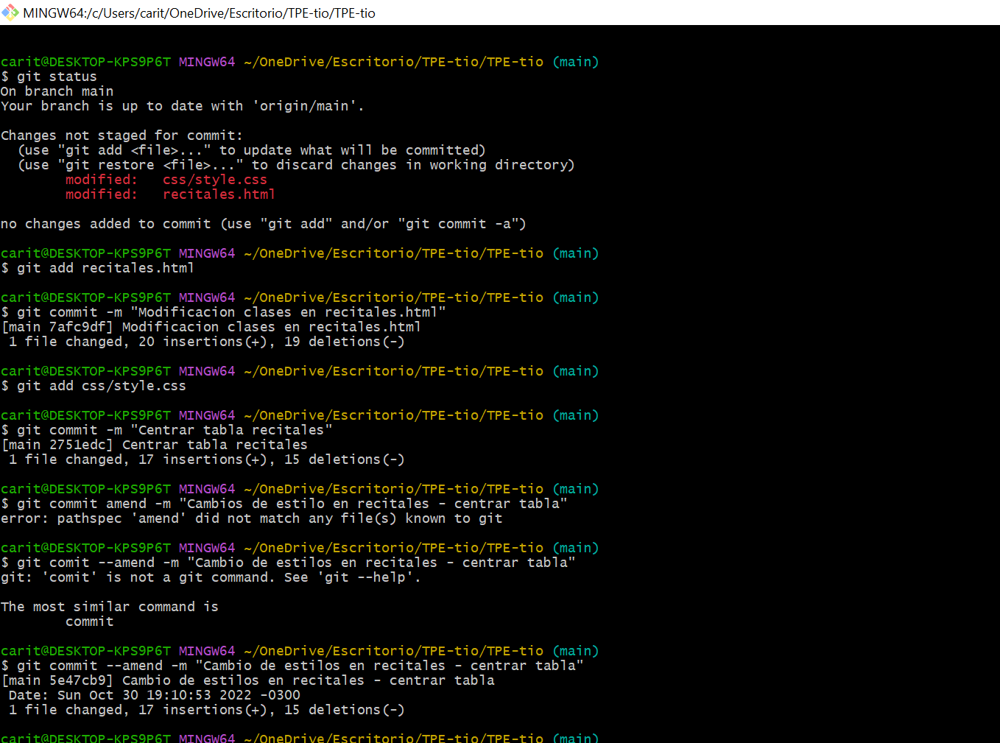 MINGW64:/c/Users/carit/OneDrive/Escritorio/TPE-tio/TPE-tio
carit@DESKTOP-KPS9P6T MINGW64 ~/OneDrive/Escritorio/TPE-tio/TPE-tio (main)
$ git status
On branch main
Your branch is up to date with 'origin/main'.
Changes not staged for commit:
  (use "git add <file>..." to update what will be committed)
  (use "git restore <file>..." to discard changes in working directory)
        modified:   css/style.css
        modified:   recitales.html
no changes added to commit (use "git add" and/or "git commit -a")
carit@DESKTOP-KPS9P6T MINGW64 ~/OneDrive/Escritorio/TPE-tio/TPE-tio (main)
$ git add recitales.html
carit@DESKTOP-KPS9P6T MINGW64 ~/OneDrive/Escritorio/TPE-tio/TPE-tio (main)
$ git commit -m "Modificacion clases en recitales.html"
[main 7afc9df] Modificacion clases en recitales.html
 1 file changed, 20 insertions(+), 19 deletions(-)
carit@DESKTOP-KPS9P6T MINGW64 ~/OneDrive/Escritorio/TPE-tio/TPE-tio (main)
$ git add css/style.css
carit@DESKTOP-KPS9P6T MINGW64 ~/OneDrive/Escritorio/TPE-tio/TPE-tio (main)
$ git commit -m "Centrar tabla recitales"
[main 2751edc] Centrar tabla recitales
 1 file changed, 17 insertions(+), 15 deletions(-)
carit@DESKTOP-KPS9P6T MINGW64 ~/OneDrive/Escritorio/TPE-tio/TPE-tio (main)
$ git commit amend -m "Cambios de estilo en recitales - centrar tabla"
error: pathspec 'amend' did not match any file(s) known to git
carit@DESKTOP-KPS9P6T MINGW64 ~/OneDrive/Escritorio/TPE-tio/TPE-tio (main)
$ git comit --amend -m "Cambio de estilos en recitales - centrar tabla"
git: 'comit' is not a git command. See 'git --help'.
The most similar command is
        commit
carit@DESKTOP-KPS9P6T MINGW64 ~/OneDrive/Escritorio/TPE-tio/TPE-tio (main)
$ git commit --amend -m "Cambio de estilos en recitales - centrar tabla"
[main 5e47cb9] Cambio de estilos en recitales - centrar tabla
 Date: Sun Oct 30 19:10:53 2022 -0300
 1 file changed, 17 insertions(+), 15 deletions(-)
carit@DESKTOP-KPS9P6T MINGW64 ~/OneDrive/Escritorio/TPE-tio/TPE-tio (main)